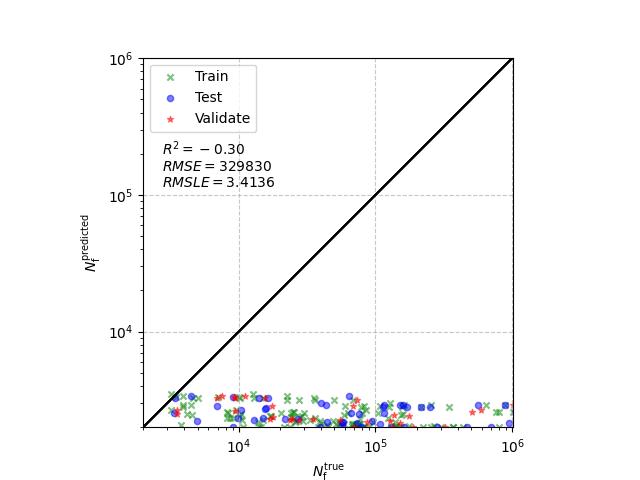 10^6
Train
Test
Validate
R^2 = −0.30
RMSE = 329830
RMSLE = 3.4136
10^5
N_f^predicted
10^4
10^4 10^5 10^6
N_f^true